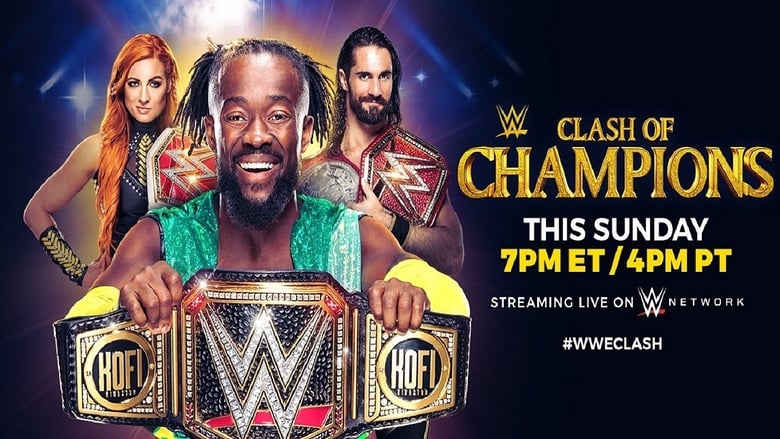 W
CLASH OF
CHAMPIONS
THIS SUNDAY
7PM ET / 4PM PT
STREAMING LIVE ON W NETWORK
#WWECLASH
W
KOFI
KOFI